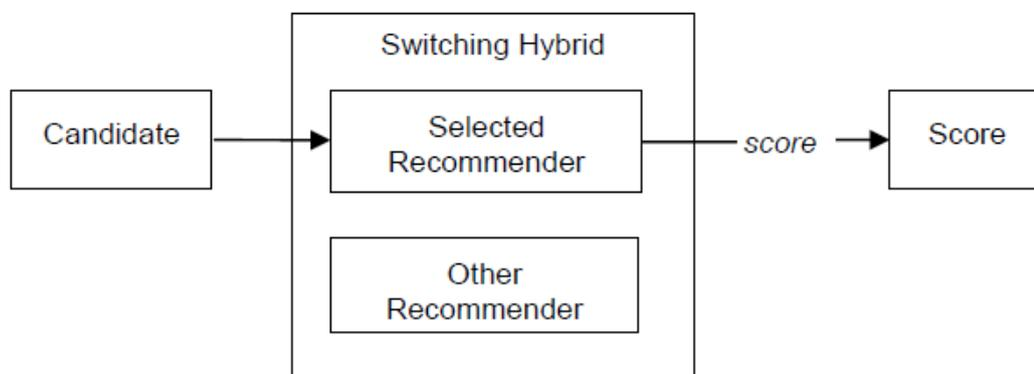 Switching Hybrid
Candidate
Selected
Recommender
score
Score
Other
Recommender